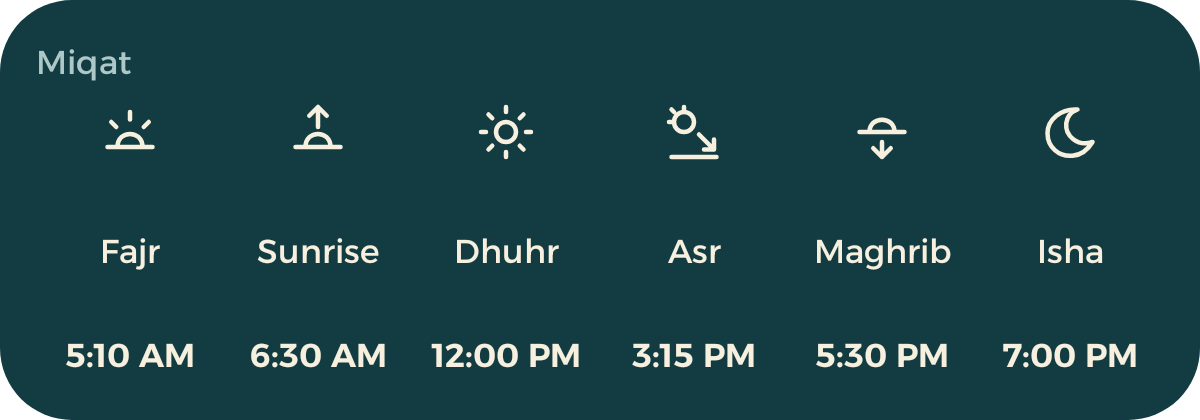 Miqat
Fajr Sunrise Dhuhr Asr Maghrib Isha
5:10 AM 6:30 AM 12:00 PM 3:15 PM 5:30 PM 7:00 PM